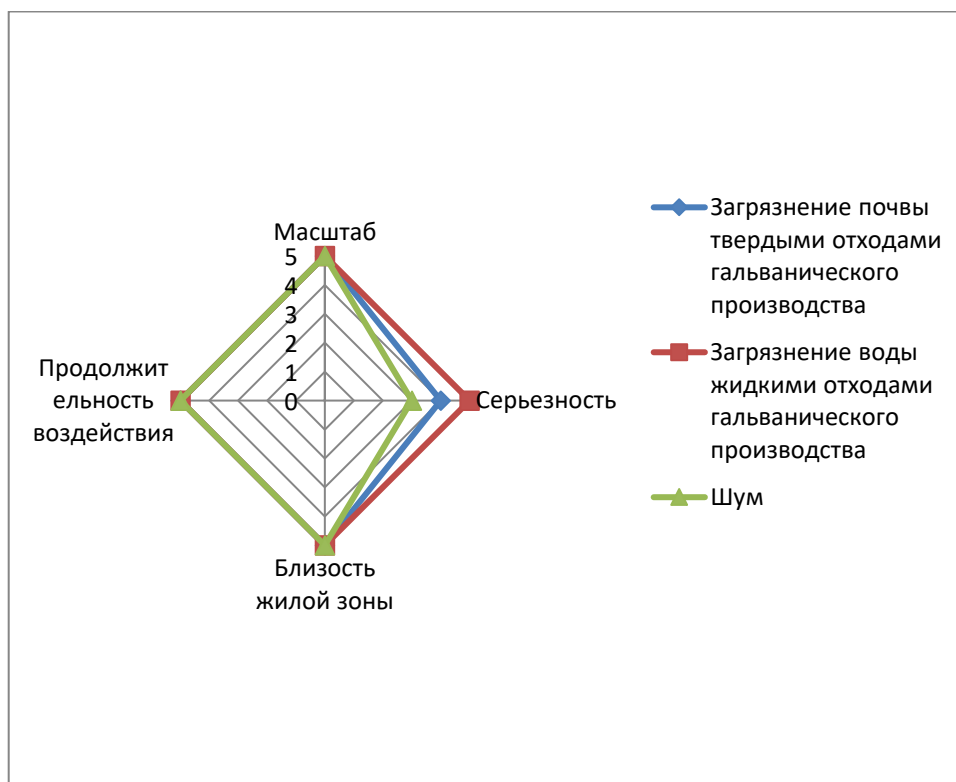 Масштаб
5
4
3
2
1
0
Серьезность
Близость
жилой зоны
Продолжит
ельность
воздействия
Загрязнение почвы
твердыми отходами
гальванического
производства
Загрязнение воды
жидкими отходами
гальванического
производства
Шум